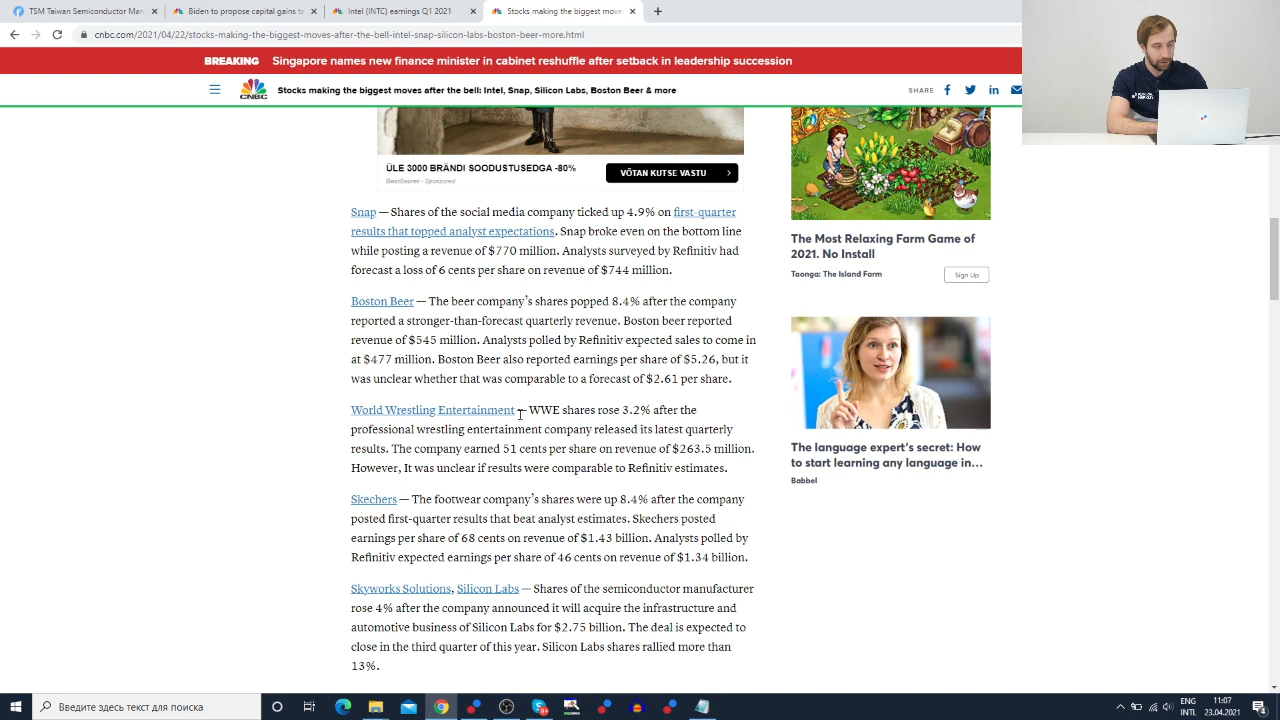 TSM Taiwan Semiconductor Manu
Biden to propose
Intel (INTC) earnings Q1 2021
Stocks making the biggest move
cnbc.com/2021/04/22/stocks-making-the-biggest-moves-after-the-bell-intel-snap-silicon-labs-boston-beer-more.html
BREAKING Singapore names new finance minister in cabinet reshuffle after setback in leadership succession
CNBC
Stocks making the biggest moves after the bell: Intel, Snap, Silicon Labs, Boston Beer & more
SHARE
ÜLE 3000 BRÄNDI SOODUSTUSEDGA -80%
BestSecret - Sponsored
VÕTAN KUTSE VASTU
Snap — Shares of the social media company ticked up 4.9% on first-quarter
results that topped analyst expectations. Snap broke even on the bottom line
while posting a revenue of $770 million. Analysts surveyed by Refinitiv had
forecast a loss of 6 cents per share on revenue of $744 million.
Boston Beer — The beer company's shares popped 8.4% after the company
reported a stronger-than-forecast quarterly revenue. Boston beer reported
revenue of $545 million. Analysts polled by Refinitiv expected sales to come in
at $477 million. Boston Beer also reported earnings per share of $5.26, but it
was unclear whether that was comparable to a forecast of $2.61 per share.
World Wrestling Entertainment — WWE shares rose 3.2% after the
professional wrestling entertainment company released its latest quarterly
results. The company earned 51 cents per share on revenue of $263.5 million.
However, It was unclear if results were comparable to Refinitiv estimates.
Skechers — The footwear company's shares were up 8.4% after the company
posted first-quarter results that beat analyst estimates. Skechers posted
earnings per share of 68 cents on revenue of $1.43 billion. Analysts polled by
Refinitiv expected earnings per share of 46 cents on revenue of $1.34 billion.
Skyworks Solutions, Silicon Labs — Shares of the semiconductor manufacturer
rose 4% after the company announced it will acquire the infrastructure and
automotive business of Silicon Labs for $2.75 billion. The deal is expected to
close in the third quarter of this year. Silicon Labs shares rallied more than
13%.
The Most Relaxing Farm Game of
2021. No Install
Taonga: The Island Farm
Sign Up
The language expert's secret: How
to start learning any language in…
Babbel
Введите здесь текст для поиска
ENG
INTL
11:07
23.04.2021